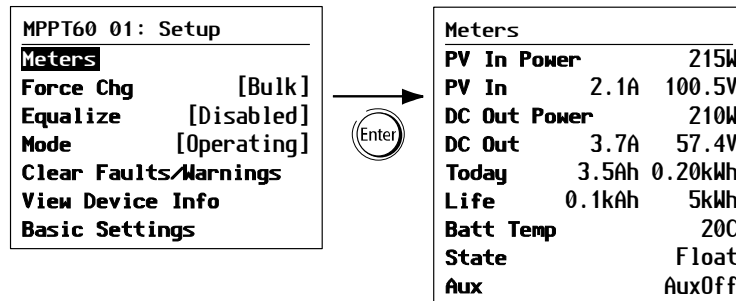 MPPT60 01: Setup
Meters
Force Chg [Bulk]
Equalize [Disabled]
Mode [Operating]
Clear Faults/Warnings
View Device Info
Basic Settings
Enter
Meters
PV In Power 215W
PV In 2.1A 100.5V
DC Out Power 210W
DC Out 3.7A 57.4V
Today 3.5Ah 0.20kWh
Life 0.1kAh 5kWh
Batt Temp 20C
State Float
Aux AuxOff